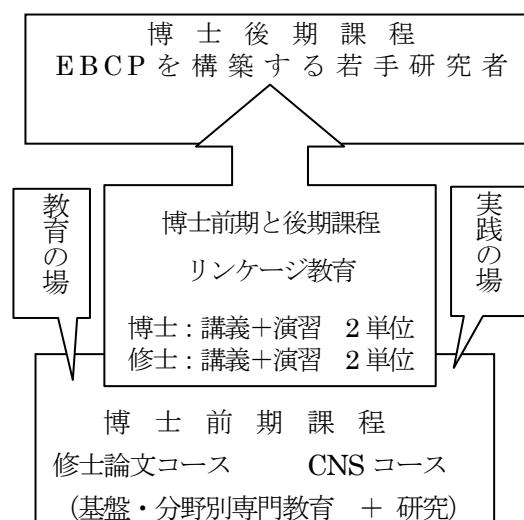 博士後期課程
EBCPを構築する若手研究者
教育の場
実践の場
博士前期と後期課程
リンケージ教育
博士：講義＋演習　2単位
修士：講義＋演習　2単位
博士前期課程
修士論文コース　　CNSコース
（基盤・分野別専門教育　＋ 研究）